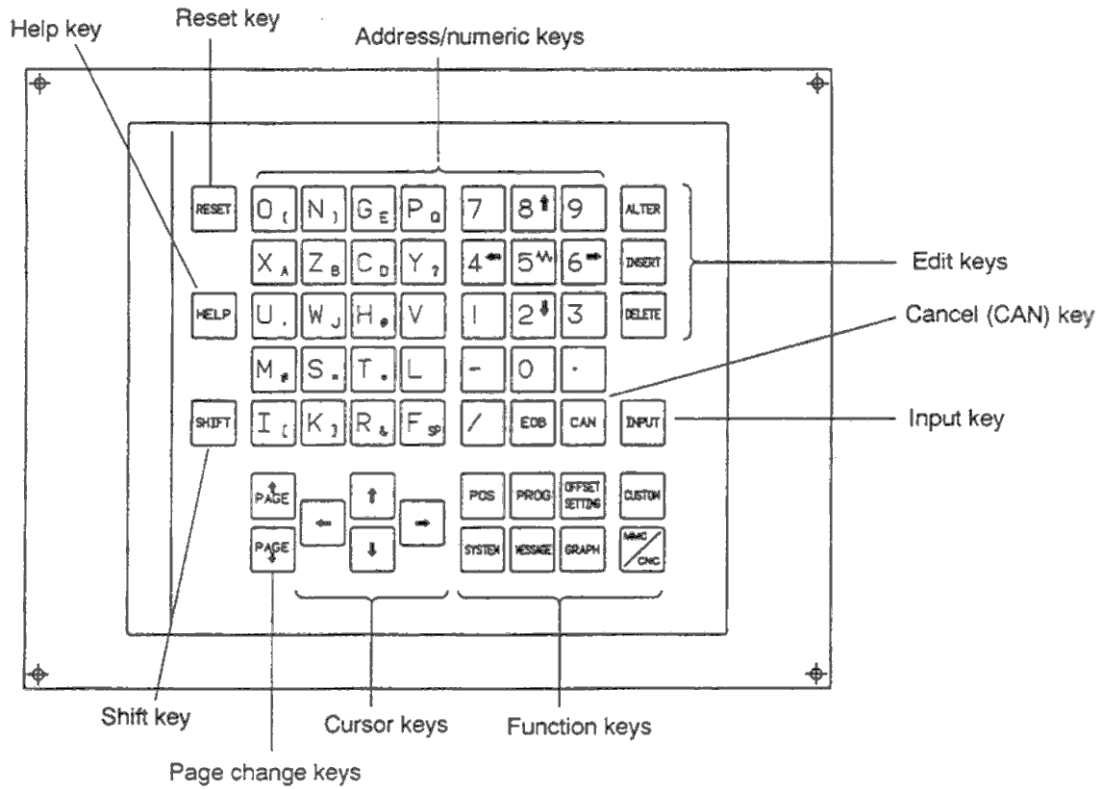 Help key
Reset key
Address/numeric keys
RESET O ( N ) G E P Q 7 8 ↑ 9 ALTER
X A Z B C D Y ? 4 ← 5 6 → INSERT
Edit keys
HELP U , W J H V 1 2 ↓ 3 DELETE
Cancel (CAN) key
M # S = T L - 0 .
SHIFT I [ K ] R & F SP / EOB CAN INPUT
Input key
↑ PAGE ↑ POS PROG OFFSET SETTING CUSTOM
← →
PAGE ↓ ↓ SYSTEM MESSAGE GRAPH MMC/CNC
Shift key
Cursor keys
Function keys
Page change keys